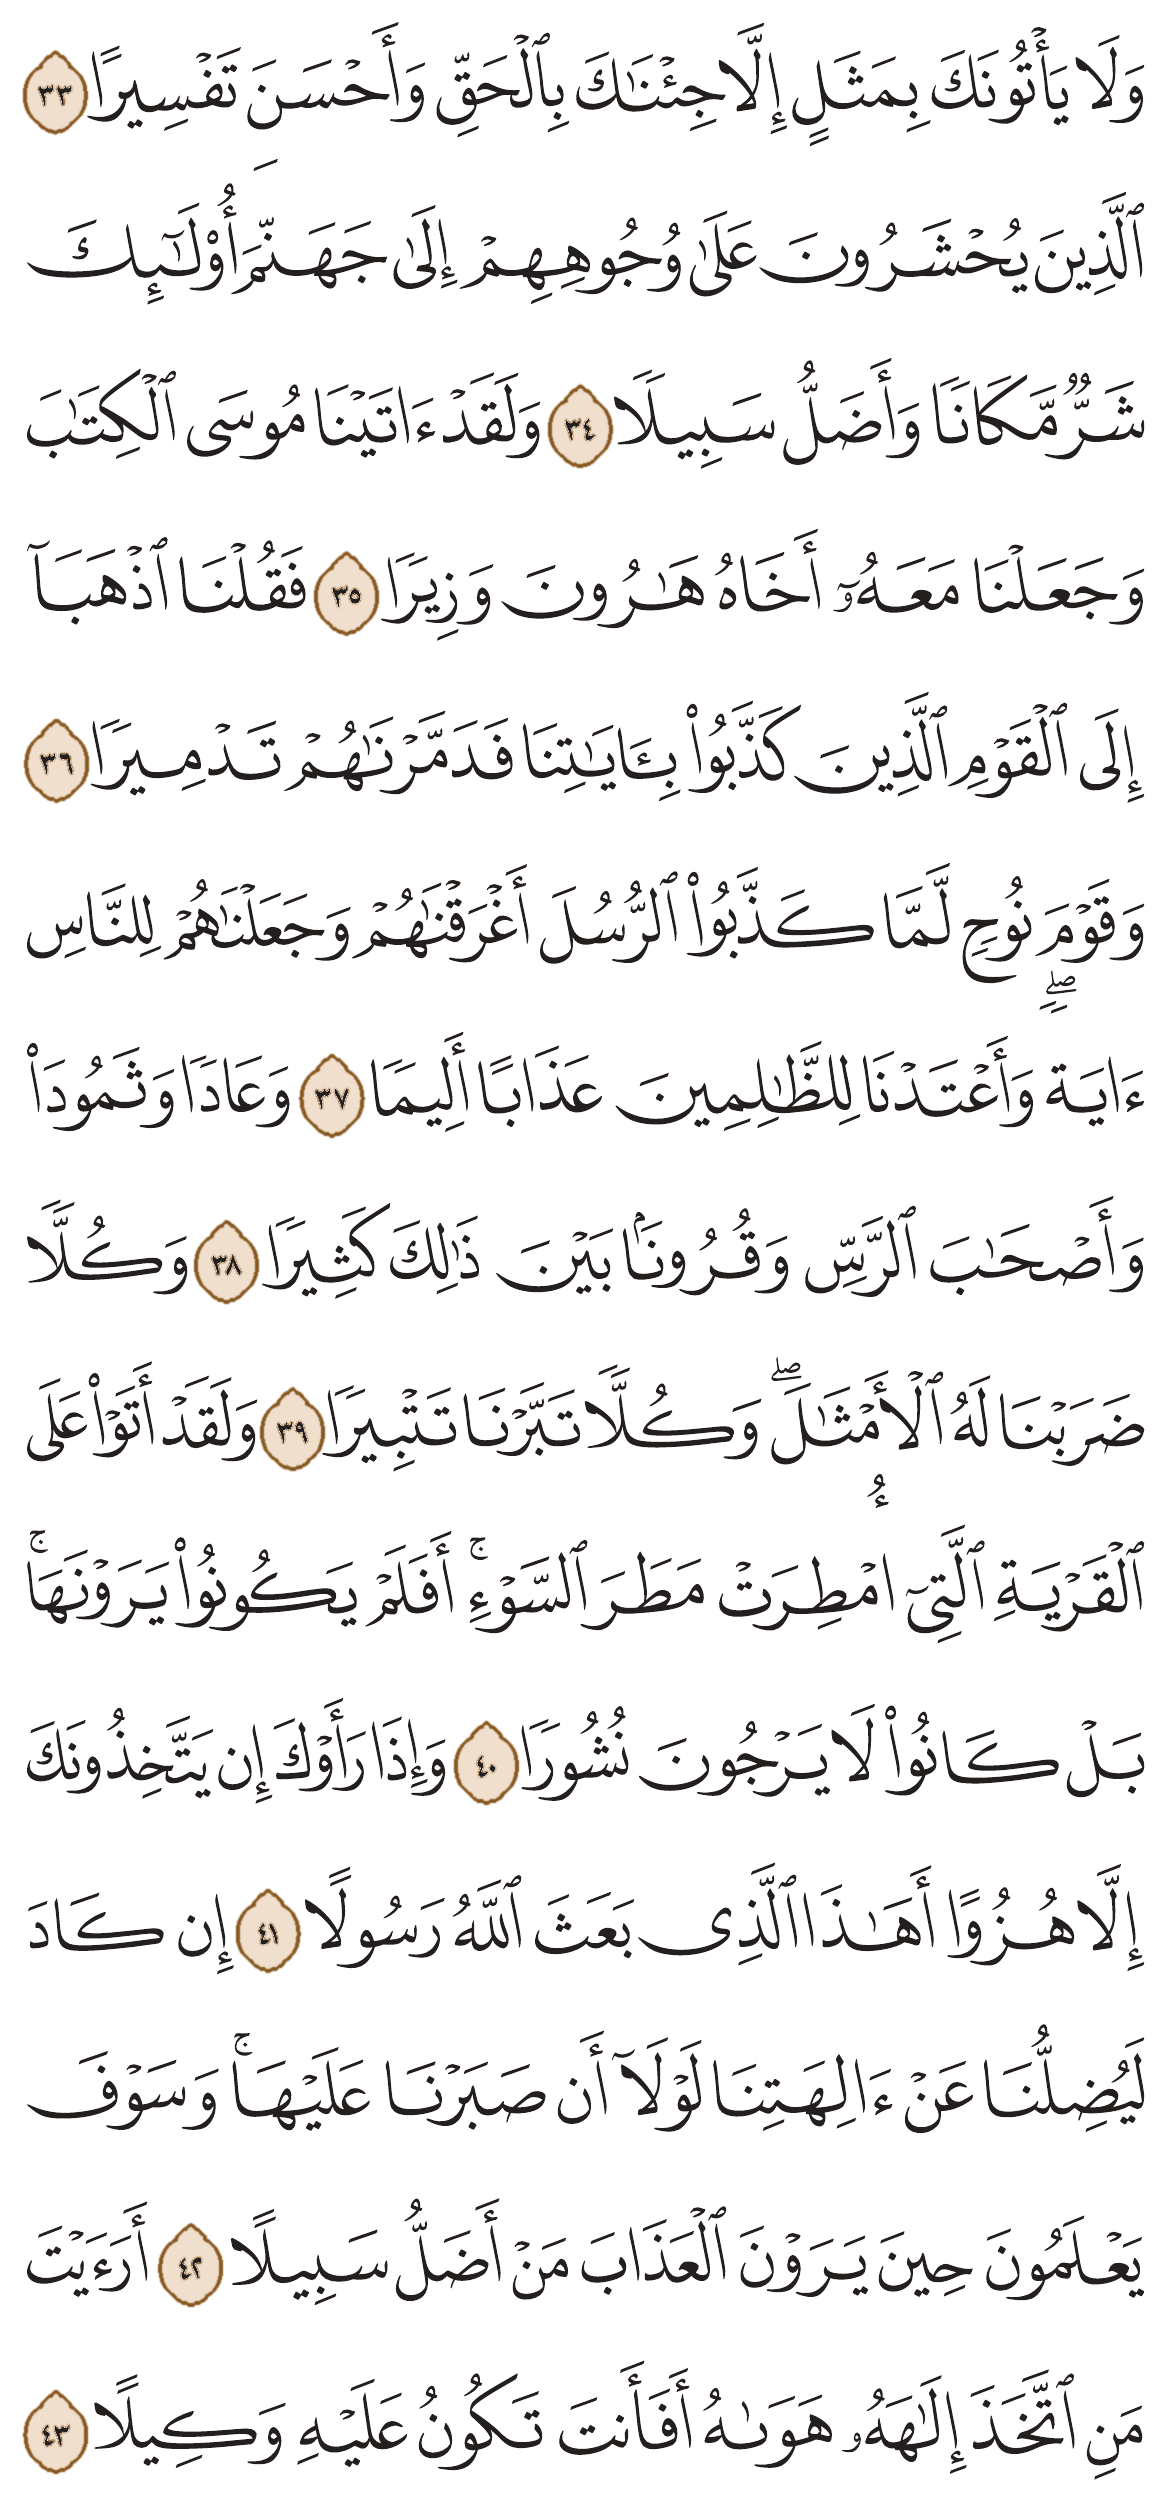 وَلَا يَأْتُونَكَ بِمَثَلٍ إِلَّا جِئْنَٰكَ بِٱلْحَقِّ وَأَحْسَنَ تَفْسِيرًا ٣٣
ٱلَّذِينَ يُحْشَرُونَ عَلَىٰ وُجُوهِهِمْ إِلَىٰ جَهَنَّمَ أُوْلَٰٓئِكَ
شَرٌّ مَّكَانًا وَأَضَلُّ سَبِيلًا ٣٤ وَلَقَدْ ءَاتَيْنَا مُوسَى ٱلْكِتَٰبَ
وَجَعَلْنَا مَعَهُۥٓ أَخَاهُ هَٰرُونَ وَزِيرًا ٣٥ فَقُلْنَا ٱذْهَبَآ
إِلَى ٱلْقَوْمِ ٱلَّذِينَ كَذَّبُوا۟ بِـَٔايَٰتِنَا فَدَمَّرْنَٰهُمْ تَدْمِيرًا ٣٦
وَقَوْمَ نُوحٍ لَّمَّا كَذَّبُوا۟ ٱلرُّسُلَ أَغْرَقْنَٰهُمْ وَجَعَلْنَٰهُمْ لِلنَّاسِ
ءَايَةً ۖ وَأَعْتَدْنَا لِلظَّٰلِمِينَ عَذَابًا أَلِيمًا ٣٧ وَعَادًا وَثَمُودَا۟
وَأَصْحَٰبَ ٱلرَّسِّ وَقُرُونًۢا بَيْنَ ذَٰلِكَ كَثِيرًا ٣٨ وَكُلًّا
ضَرَبْنَا لَهُ ٱلْأَمْثَٰلَ ۖ وَكُلًّا تَبَّرْنَا تَتْبِيرًا ٣٩ وَلَقَدْ أَتَوْا۟ عَلَى
ٱلْقَرْيَةِ ٱلَّتِىٓ أُمْطِرَتْ مَطَرَ ٱلسَّوْءِ ۚ أَفَلَمْ يَكُونُوا۟ يَرَوْنَهَا ۚ
بَلْ كَانُوا۟ لَا يَرْجُونَ نُشُورًا ٤٠ وَإِذَا رَأَوْكَ إِن يَتَّخِذُونَكَ
إِلَّا هُزُوًا أَهَٰذَا ٱلَّذِى بَعَثَ ٱللَّهُ رَسُولًا ٤١ إِن كَادَ
لَيُضِلُّنَا عَنْ ءَالِهَتِنَا لَوْلَآ أَن صَبَرْنَا عَلَيْهَا ۚ وَسَوْفَ
يَعْلَمُونَ حِينَ يَرَوْنَ ٱلْعَذَابَ مَنْ أَضَلُّ سَبِيلًا ٤٢ أَرَءَيْتَ
مَنِ ٱتَّخَذَ إِلَٰهَهُۥ هَوَىٰهُ أَفَأَنتَ تَكُونُ عَلَيْهِ وَكِيلًا ٤٣